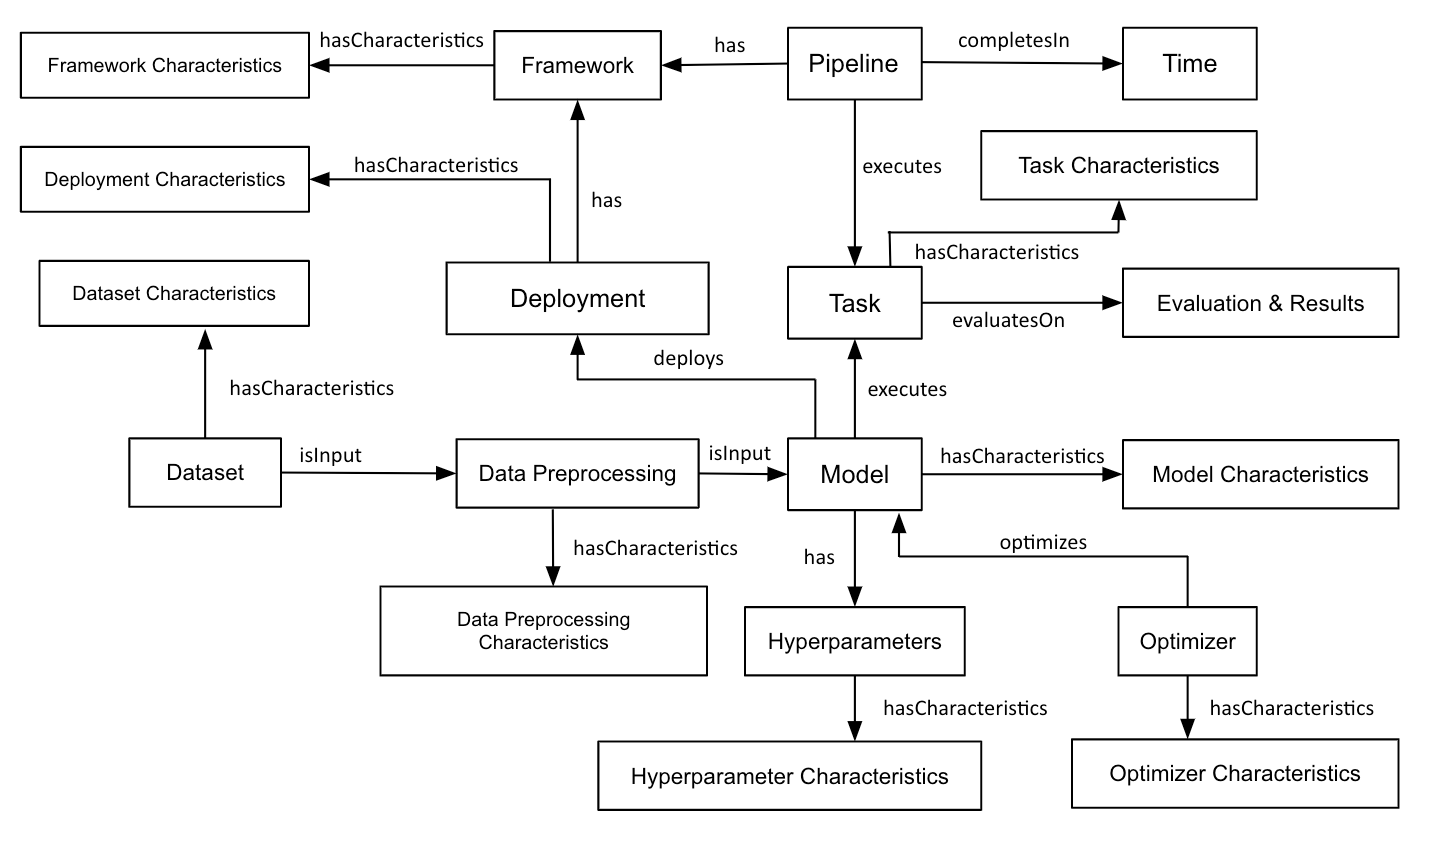 hasCharacteristics
has
completesIn
Framework Characteristics
Framework
Pipeline
Time
Deployment Characteristics
hasCharacteristics
has
executes
Task Characteristics
hasCharacteristics
Dataset Characteristics
Deployment
Task
Evaluation & Results
evaluatesOn
deploys
hasCharacteristics
executes
Dataset
isInput
Data Preprocessing
isInput
Model
hasCharacteristics
Model Characteristics
hasCharacteristics
has
optimizes
Data Preprocessing
Characteristics
Hyperparameters
Optimizer
hasCharacteristics
hasCharacteristics
Hyperparameter Characteristics
Optimizer Characteristics